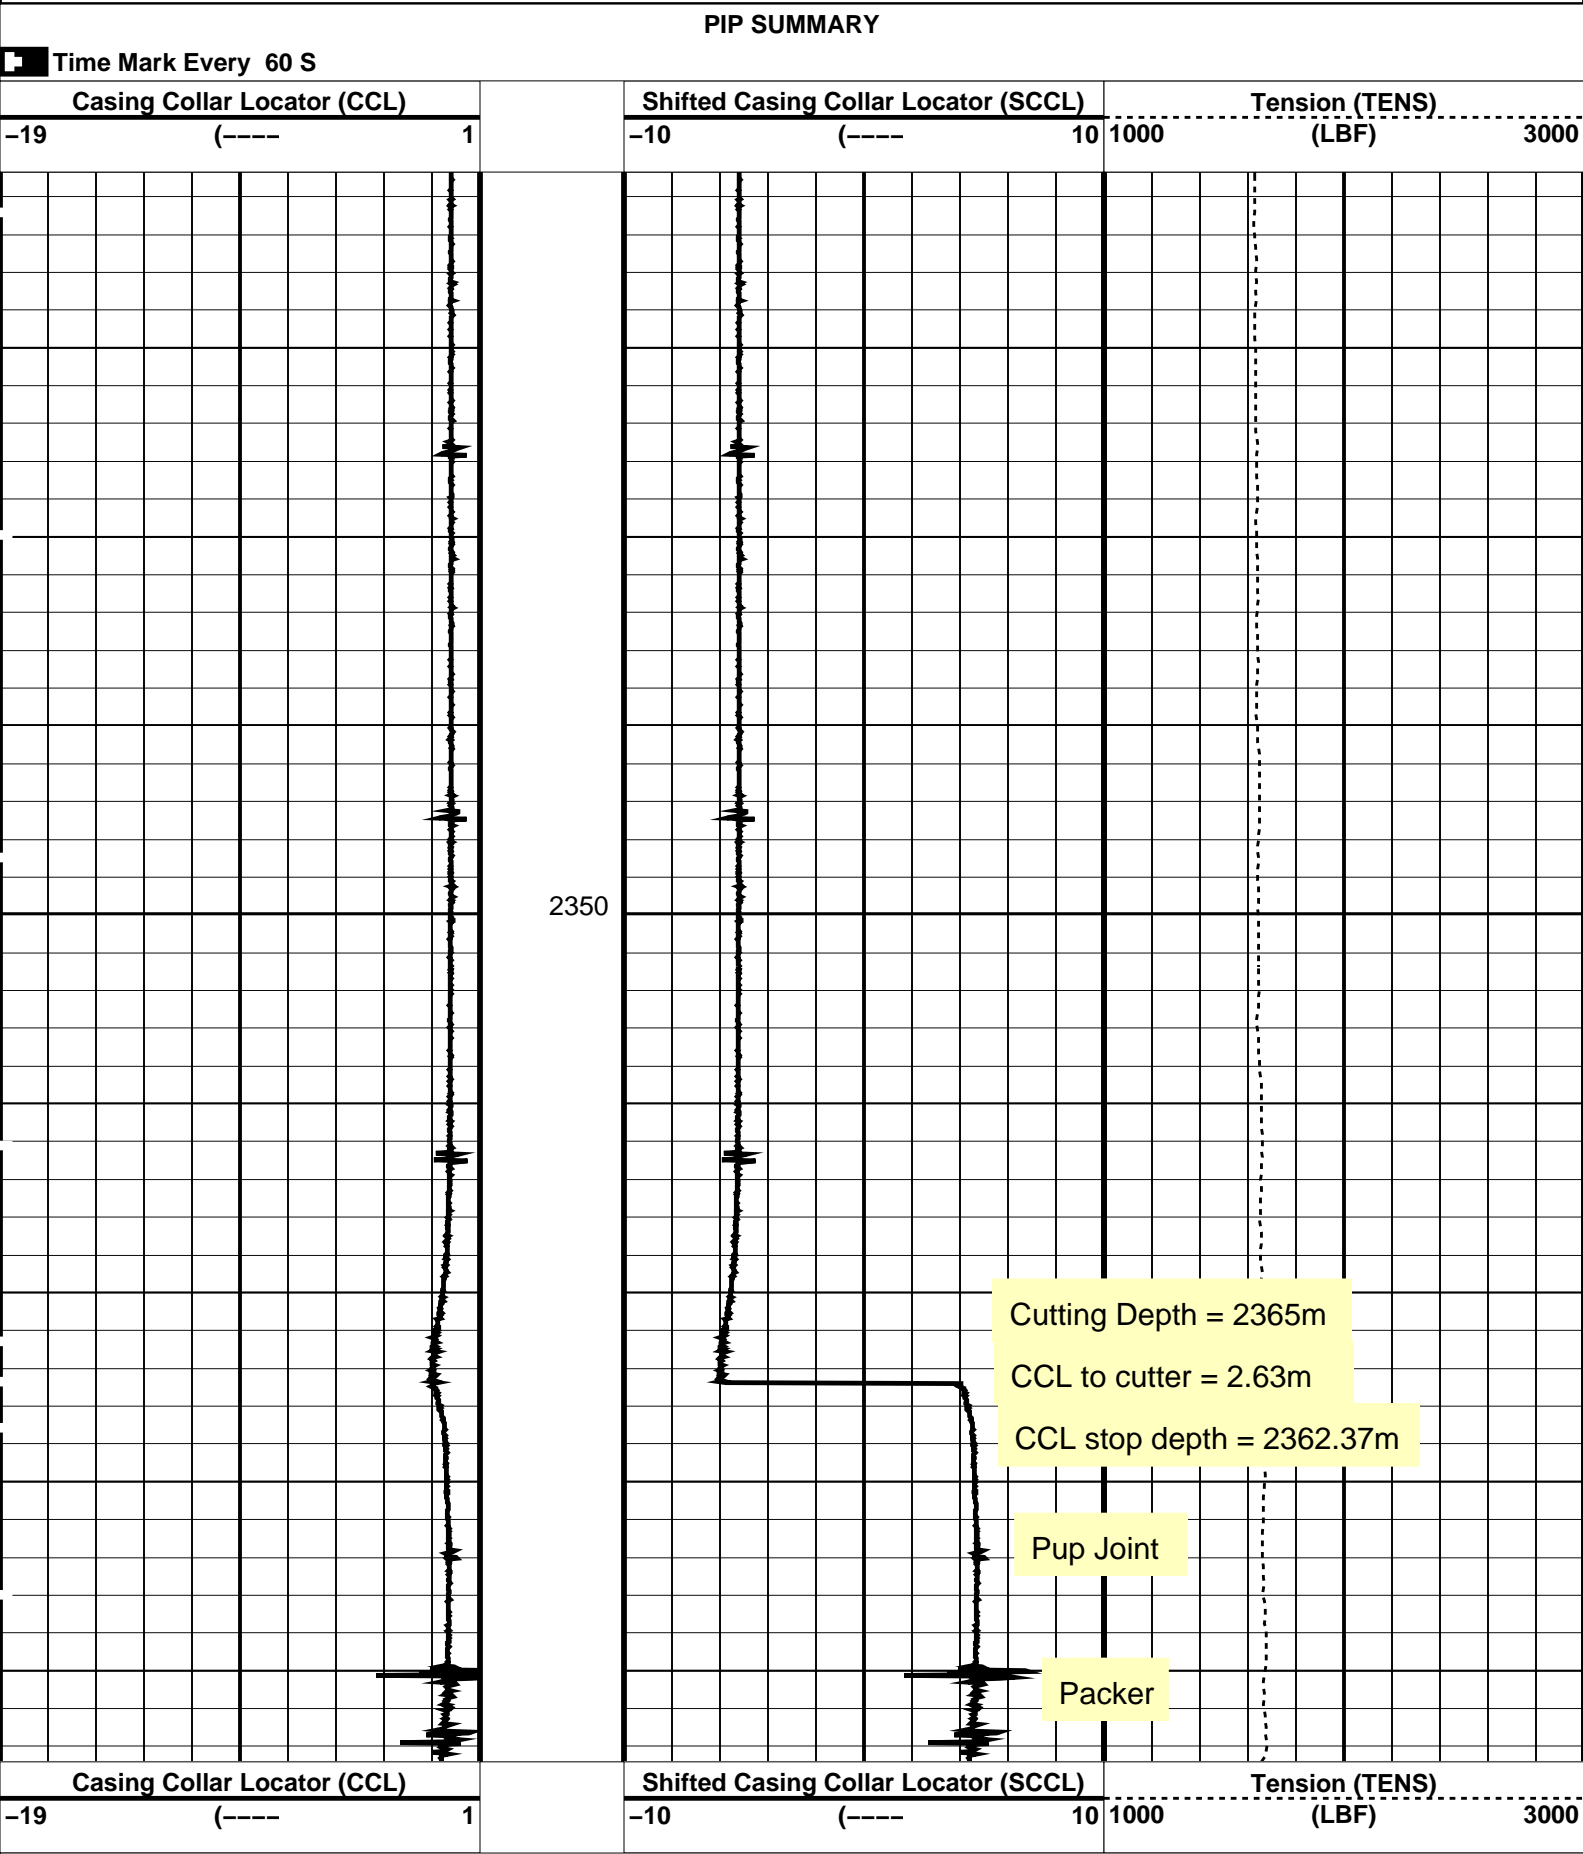 PIP SUMMARY
Time Mark Every 60 S
Casing Collar Locator (CCL)
Shifted Casing Collar Locator (SCCL)
Tension (TENS)
−19 (−−−− 1
−10 (−−−− 10
1000 (LBF) 3000
2350
Cutting Depth = 2365m
CCL to cutter = 2.63m
CCL stop depth = 2362.37m
Pup Joint
Packer
Casing Collar Locator (CCL)
Shifted Casing Collar Locator (SCCL)
Tension (TENS)
−19 (−−−− 1
−10 (−−−− 10
1000 (LBF) 3000